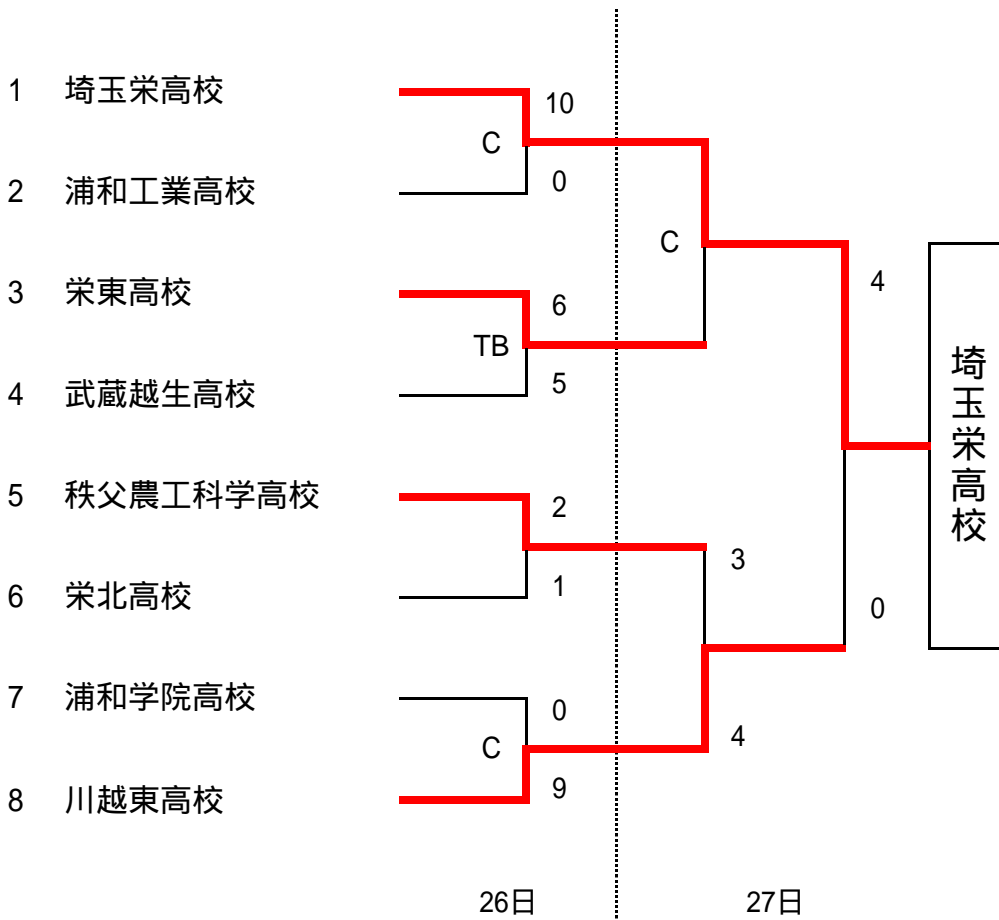 1 埼玉栄高校
10
C
0
2 浦和工業高校
C
3 栄東高校
6
TB
5
4 武蔵越生高校
4
埼玉栄高校
5 秩父農工科学高校
2
3
1
6 栄北高校
0
7 浦和学院高校
0
C
4
9
8 川越東高校
26日 27日